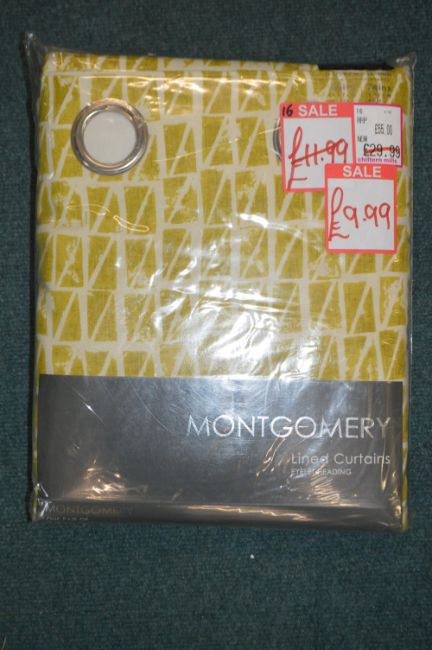 16 SALE
£11.99
RRP
£55.00
NOW
£29.99
chiltern mills
SALE
£9.99
MONTGOMERY
Lined Curtains
EYELET HEADING
MONTGOMERY